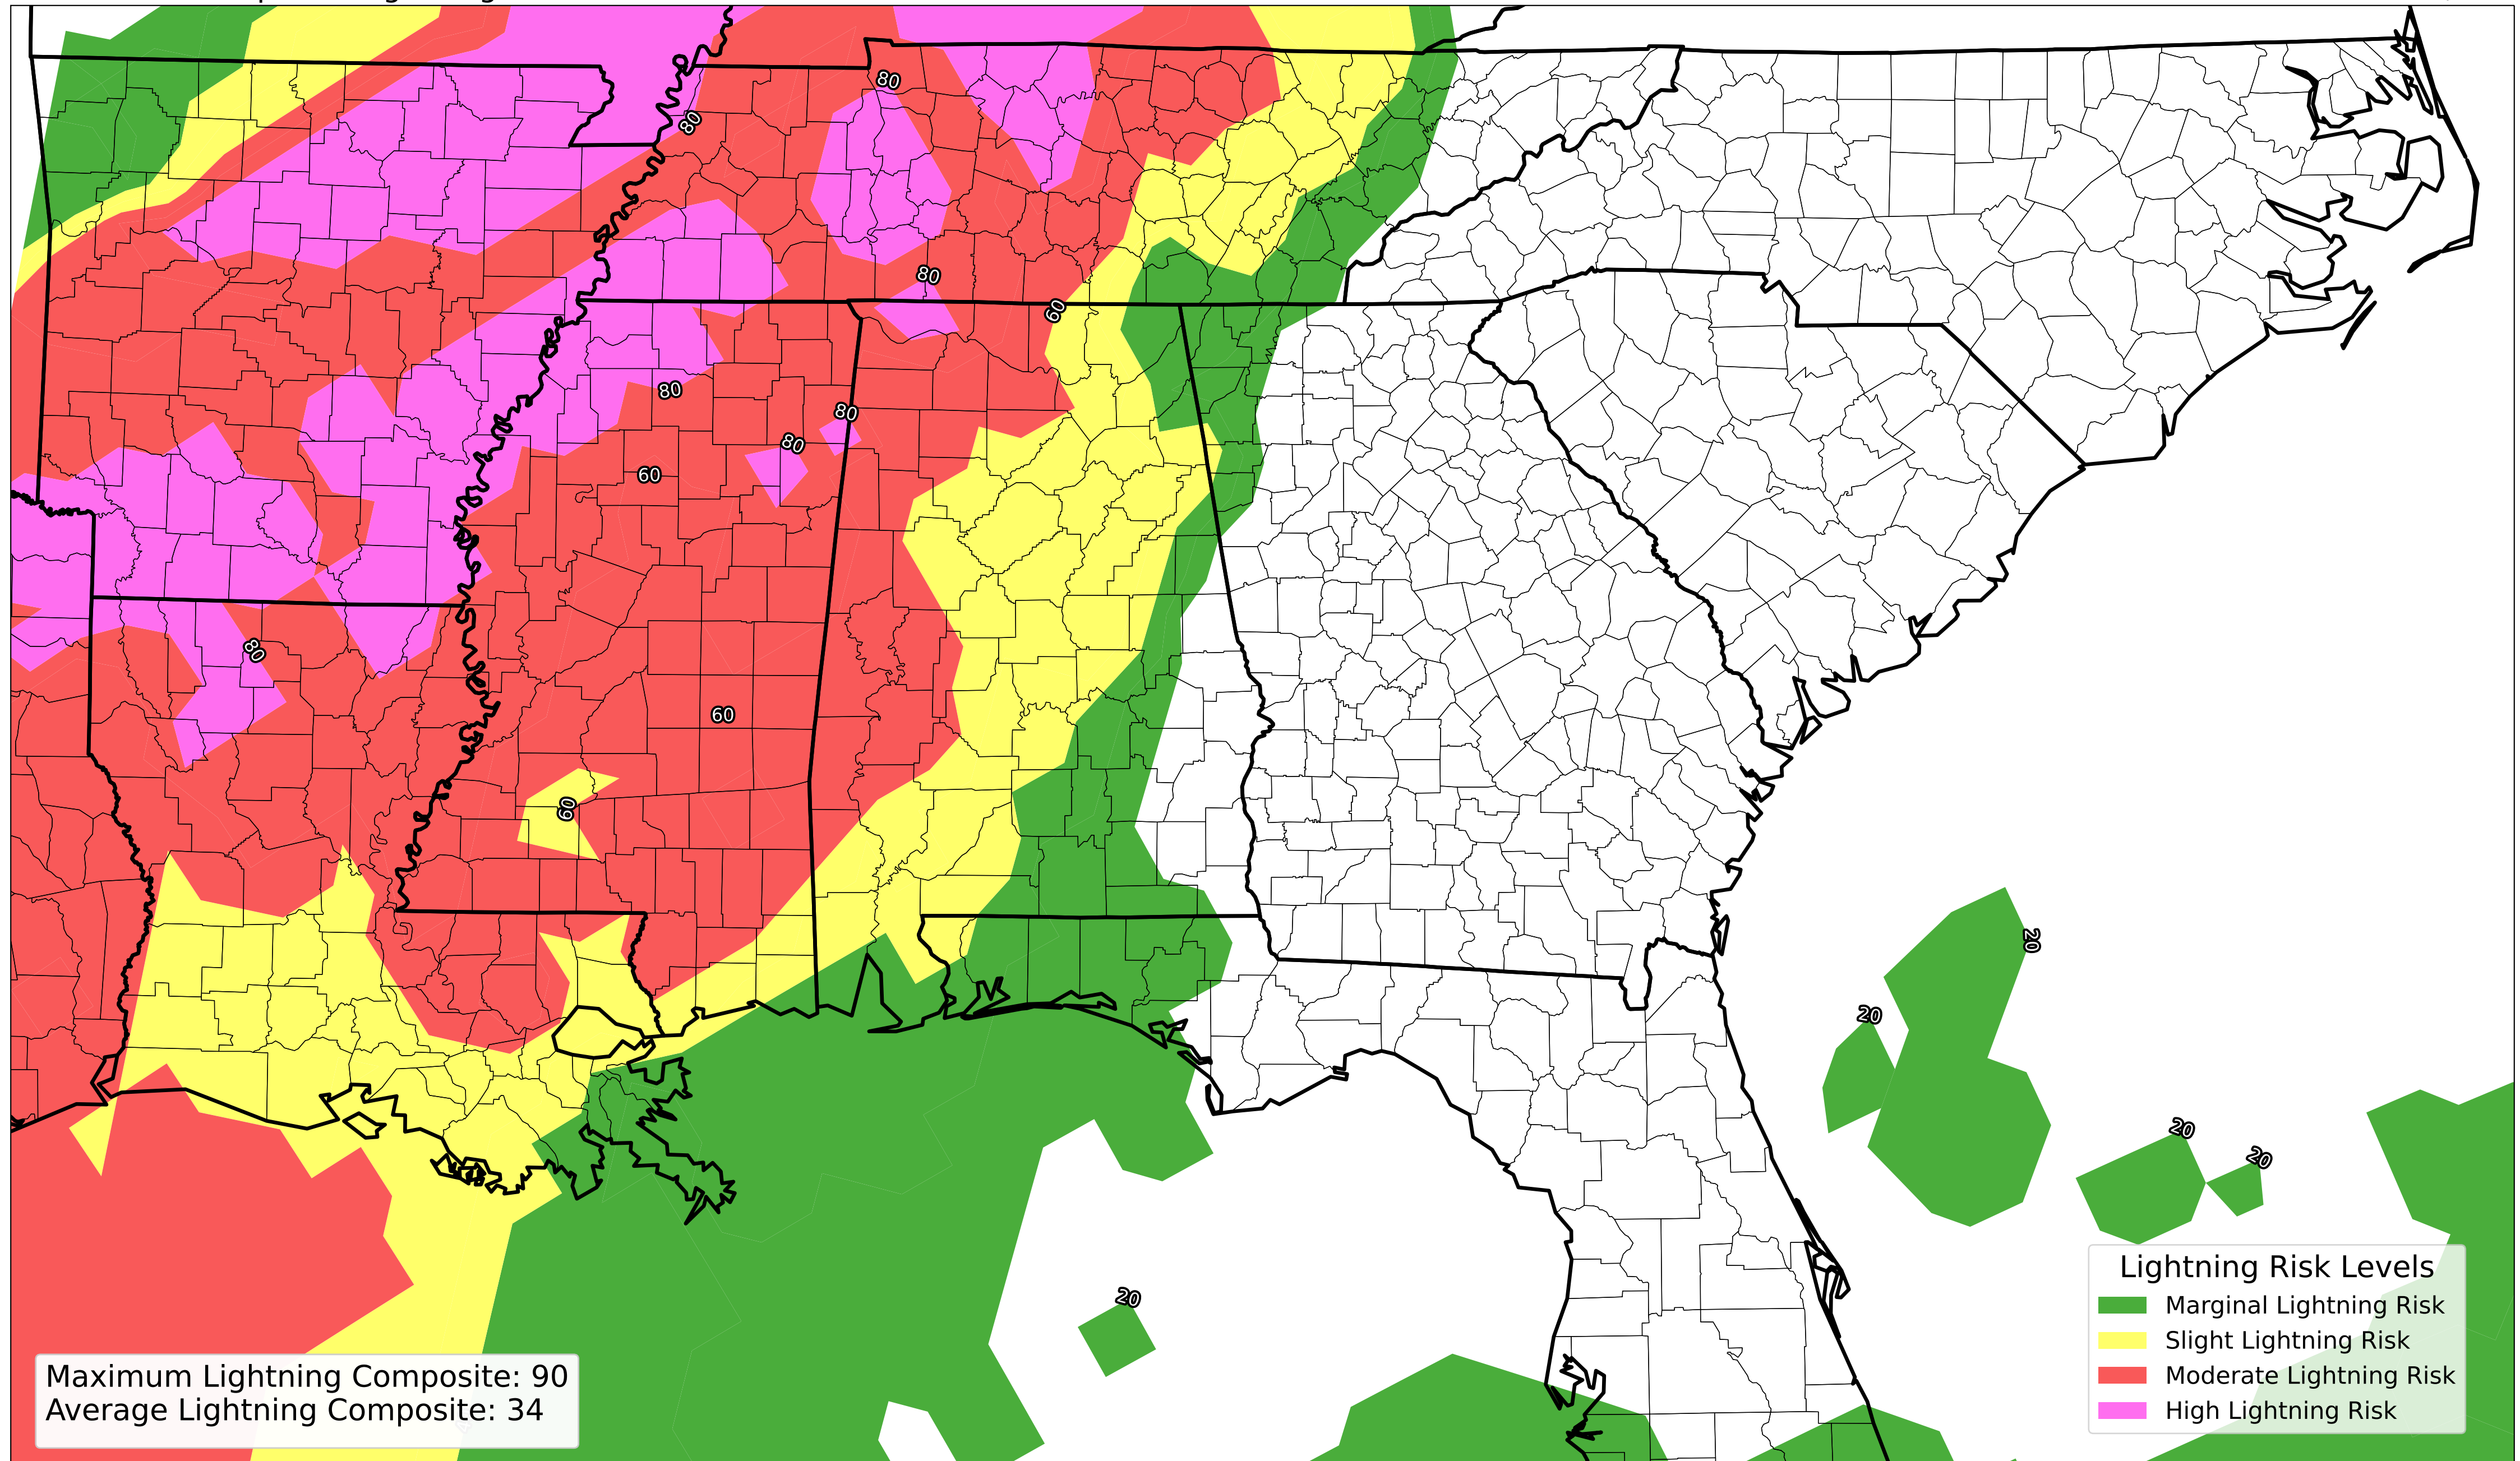 80
80
80
60
80
80
80
60
80
60
60
20
20
20
20
20
Lightning Risk Levels
Marginal Lightning Risk
Slight Lightning Risk
Moderate Lightning Risk
High Lightning Risk
Maximum Lightning Composite: 90
Average Lightning Composite: 34